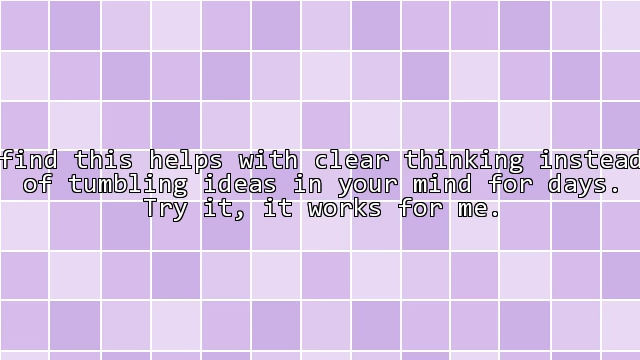 find this helps with clear thinking instead
of tumbling ideas in your mind for days.
Try it, it works for me.